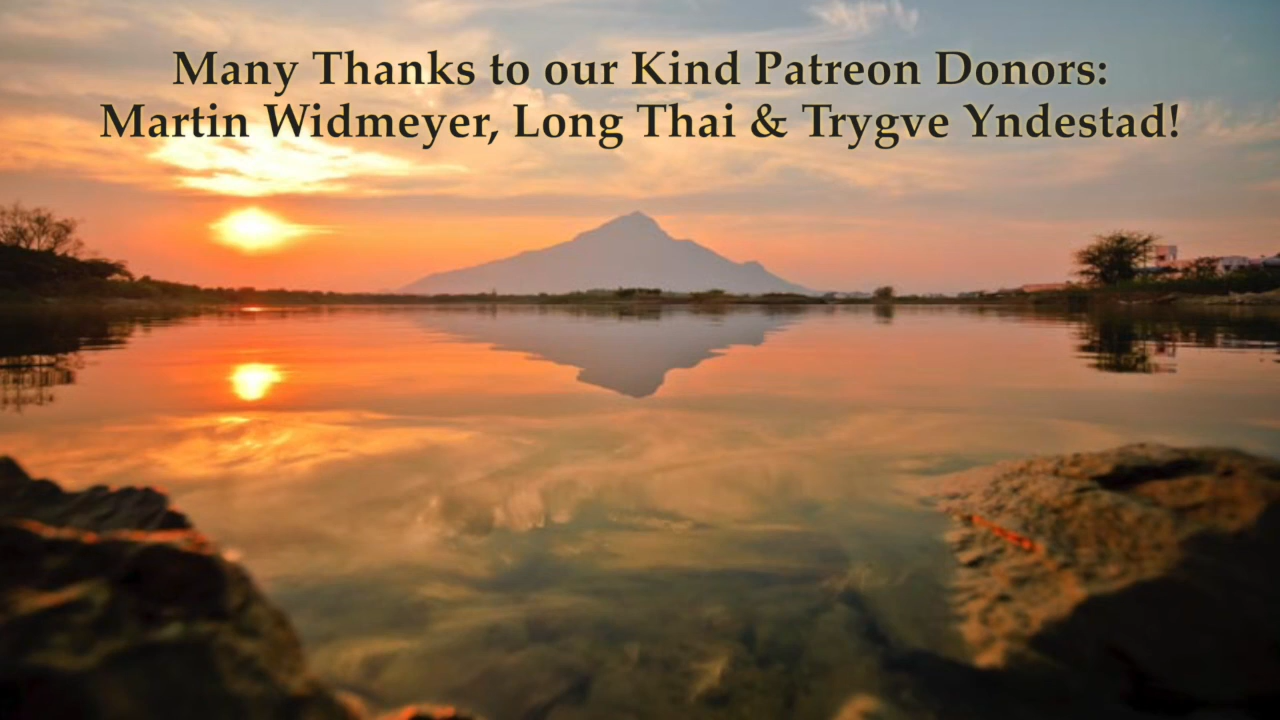 Many Thanks to our Kind Patreon Donors:
Martin Widmeyer, Long Thai & Trygve Yndestad!